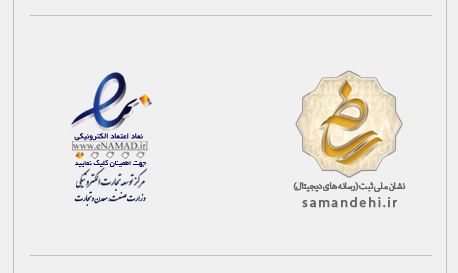 نماد اعتماد الکترونیکی
www.eNAMAD.ir
جهت اطمینان کلیک نمایید
مرکز توسعه تجارت الکترونیکی
وزارت صنعت، معدن و تجارت
نشان ملی ثبت (رسانه های دیجیتال)
samandehi.ir